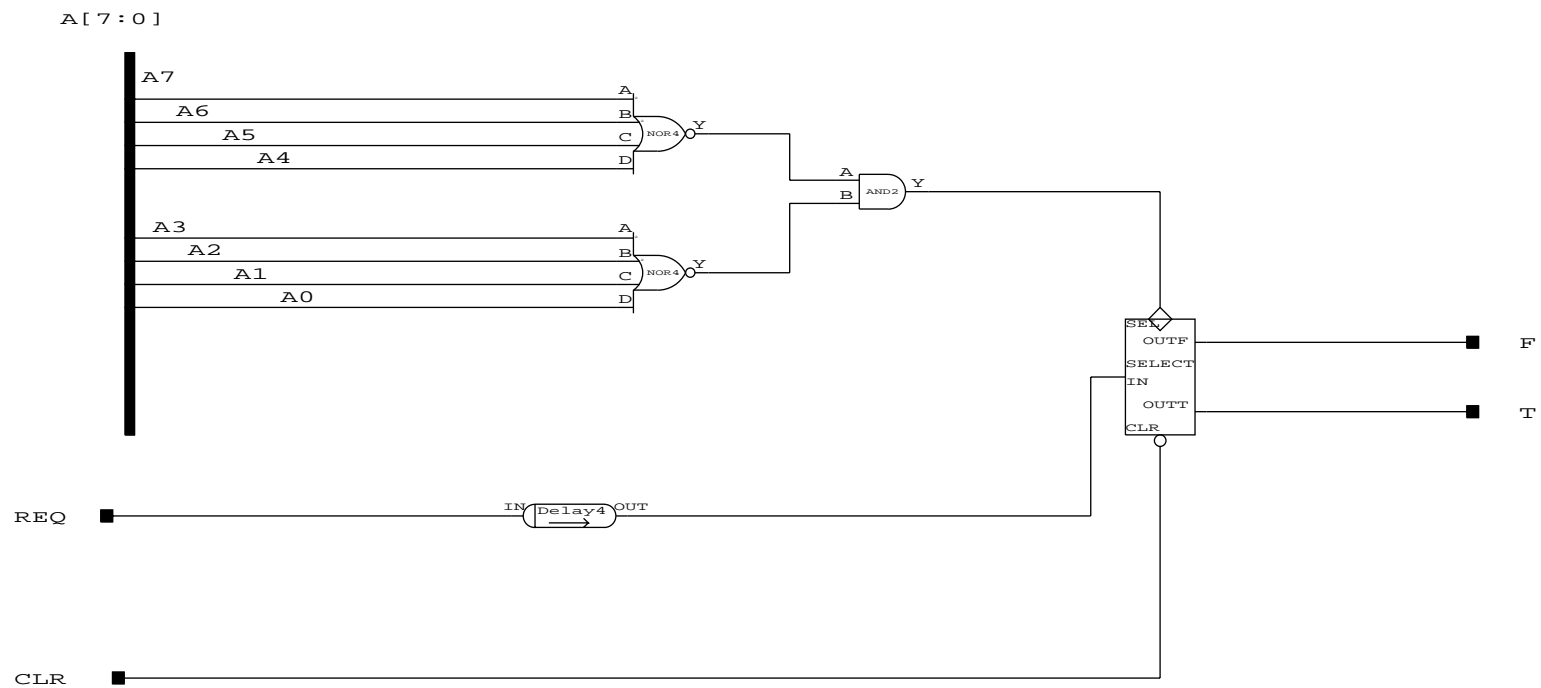 A[7:0]
A7
A
A6
B
NOR4
Y
A5
C
A4
D
A
B
AND2
Y
A3
A
A2
B
NOR4
Y
A1
C
A0
D
SEL
OUTF
F
SELECT
IN
OUTT
T
CLR
REQ
IN
Delay4
OUT
CLR